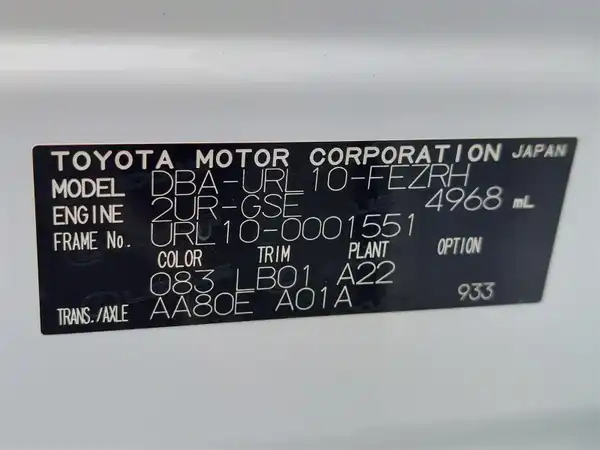 TOYOTA MOTOR CORPORATION JAPAN
MODEL DBA-URL10-FEZRH
ENGINE 2UR-GSE 4968 mL
FRAME No. URL10-0001551
COLOR TRIM PLANT OPTION
083 LB01 A22
TRANS./AXLE AA80E A01A 933